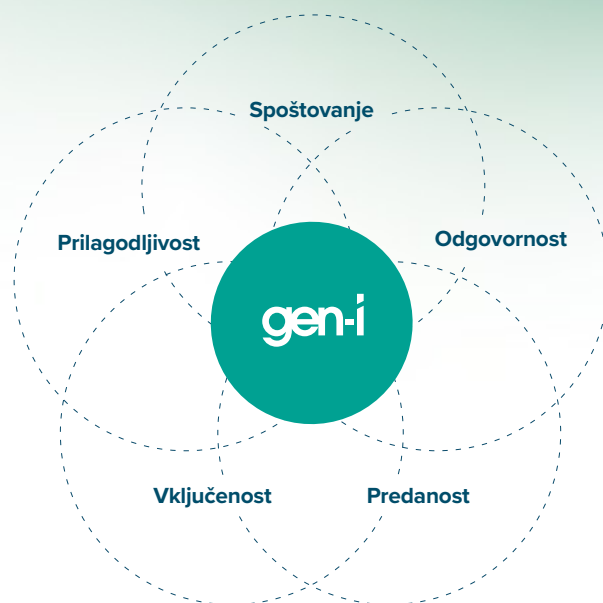 Spoštovanje
Prilagodljivost
Odgovornost
gen-i
Vključenost
Predanost